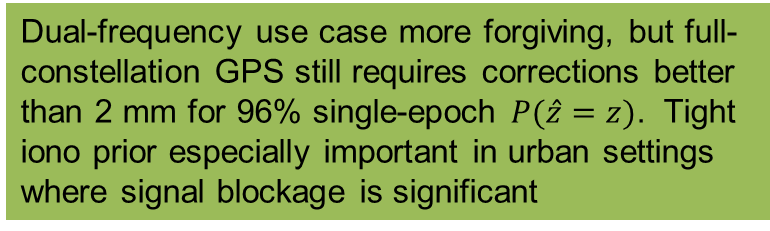 Dual-frequency use case more forgiving, but full-
constellation GPS still requires corrections better
than 2 mm for 96% single-epoch P(ẑ = z). Tight
iono prior especially important in urban settings
where signal blockage is significant